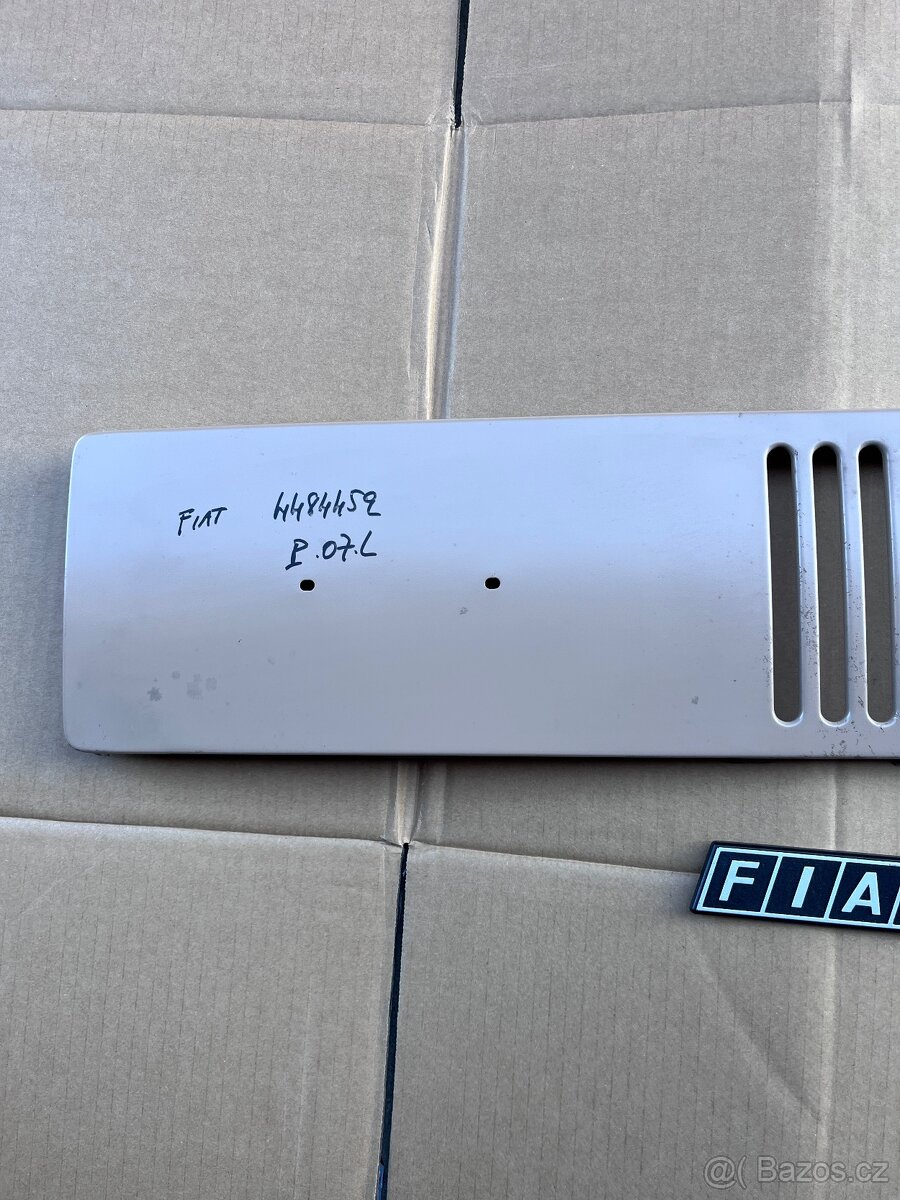 FIAT 4484452
P.07.L
FIA
@( Bazos.cz